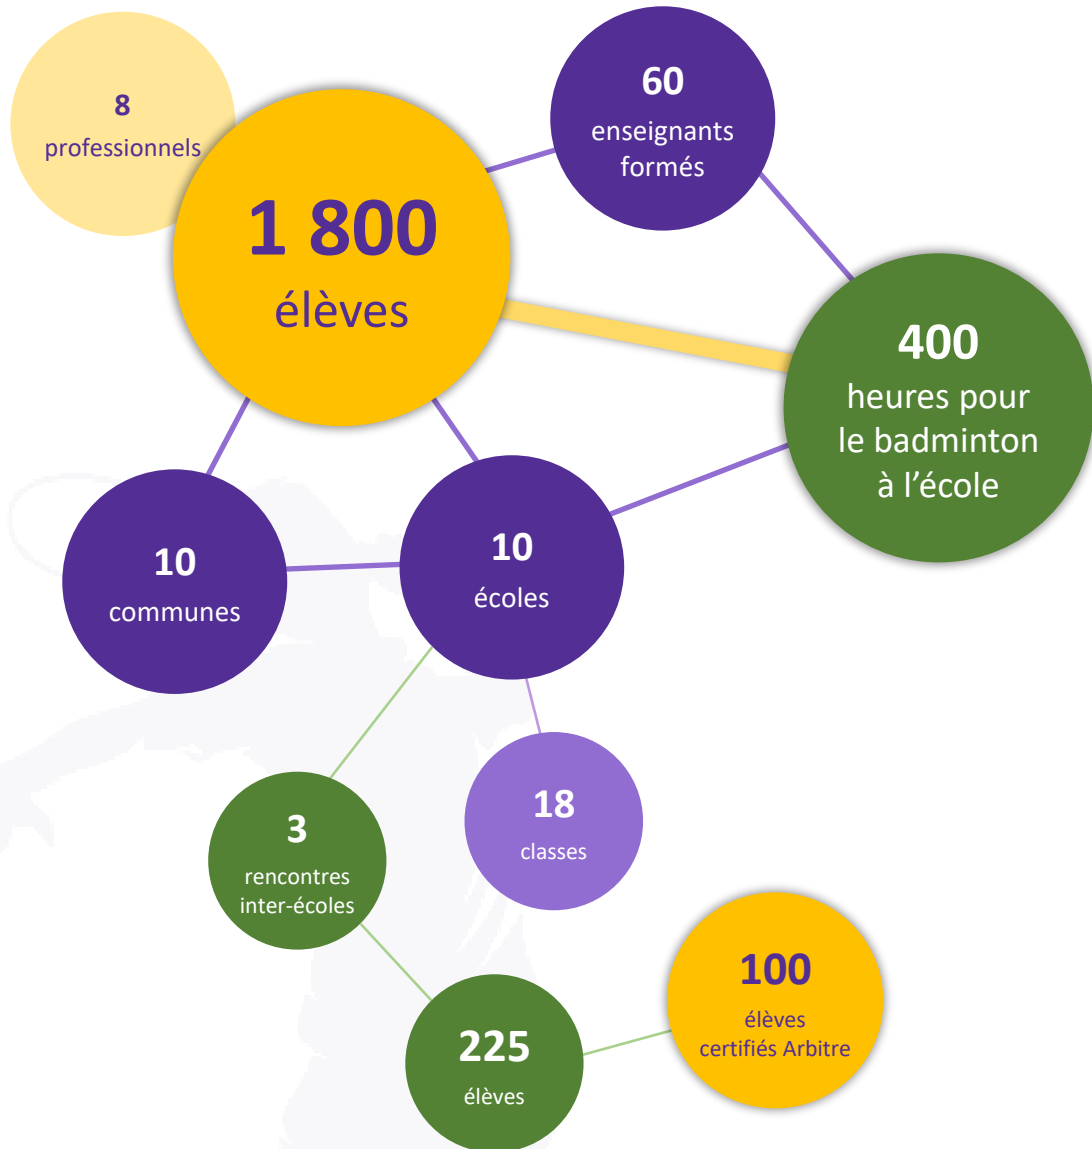 8
professionnels
1 800
élèves
60
enseignants
formés
400
heures pour
le badminton
à l’école
10
communes
10
écoles
18
classes
3
rencontres
inter-écoles
225
élèves
100
élèves
certifiés Arbitre